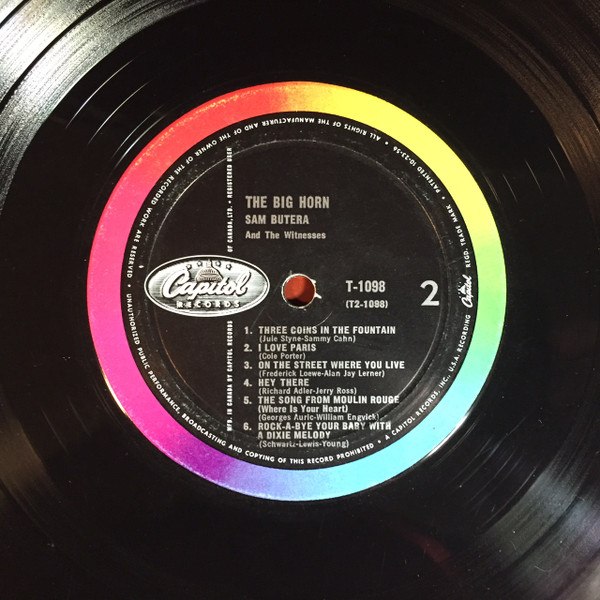 THE BIG HORN
SAM BUTERA
And The Witnesses
Capitol
RECORDS
T-1098
(T2-1098)
2
1. THREE COINS IN THE FOUNTAIN
(Jule Styne-Sammy Cahn)
2. I LOVE PARIS
(Cole Porter)
3. ON THE STREET WHERE YOU LIVE
(Frederick Loewe-Alan Jay Lerner)
4. HEY THERE
(Richard Adler-Jerry Ross)
5. THE SONG FROM MOULIN ROUGE
(Where Is Your Heart)
(Georges Auric-William Engvick)
6. ROCK-A-BYE YOUR BABY WITH
A DIXIE MELODY
(Schwartz-Lewis-Young)
MFD. IN CANADA BY CAPITOL RECORDS
OF CANADA, LTD. • REGISTERED USER
ALL RIGHTS OF THE MANUFACTURER AND OF THE OWNER OF THE RECORDED WORK ARE RESERVED • UNAUTHORIZED PUBLIC PERFORMANCE, BROADCASTING AND COPYING OF THIS RECORD PROHIBITED • A CAPITOL RECORDS, INC., U.S.A. RECORDING
Capitol REGD. TRADE MARK • PATENTED 10-23-56 •